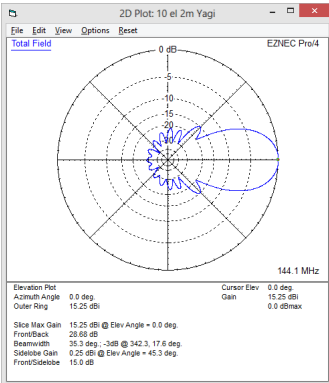 2D Plot: 10 el 2m Yagi
File Edit View Options Reset
Total Field
EZNEC Pro/4
0 dB
-5
-10
-15
-20
-30
144.1 MHz
Elevation Plot
Cursor Elev 0.0 deg.
Azimuth Angle 0.0 deg.
Gain 15.25 dBi
Outer Ring 15.25 dBi
0.0 dBmax
Slice Max Gain 15.25 dBi @ Elev Angle = 0.0 deg.
Front/Back 28.68 dB
Beamwidth 35.3 deg.; -3dB @ 342.3, 17.6 deg.
Sidelobe Gain 0.25 dBi @ Elev Angle = 45.3 deg.
Front/Sidelobe 15.0 dB